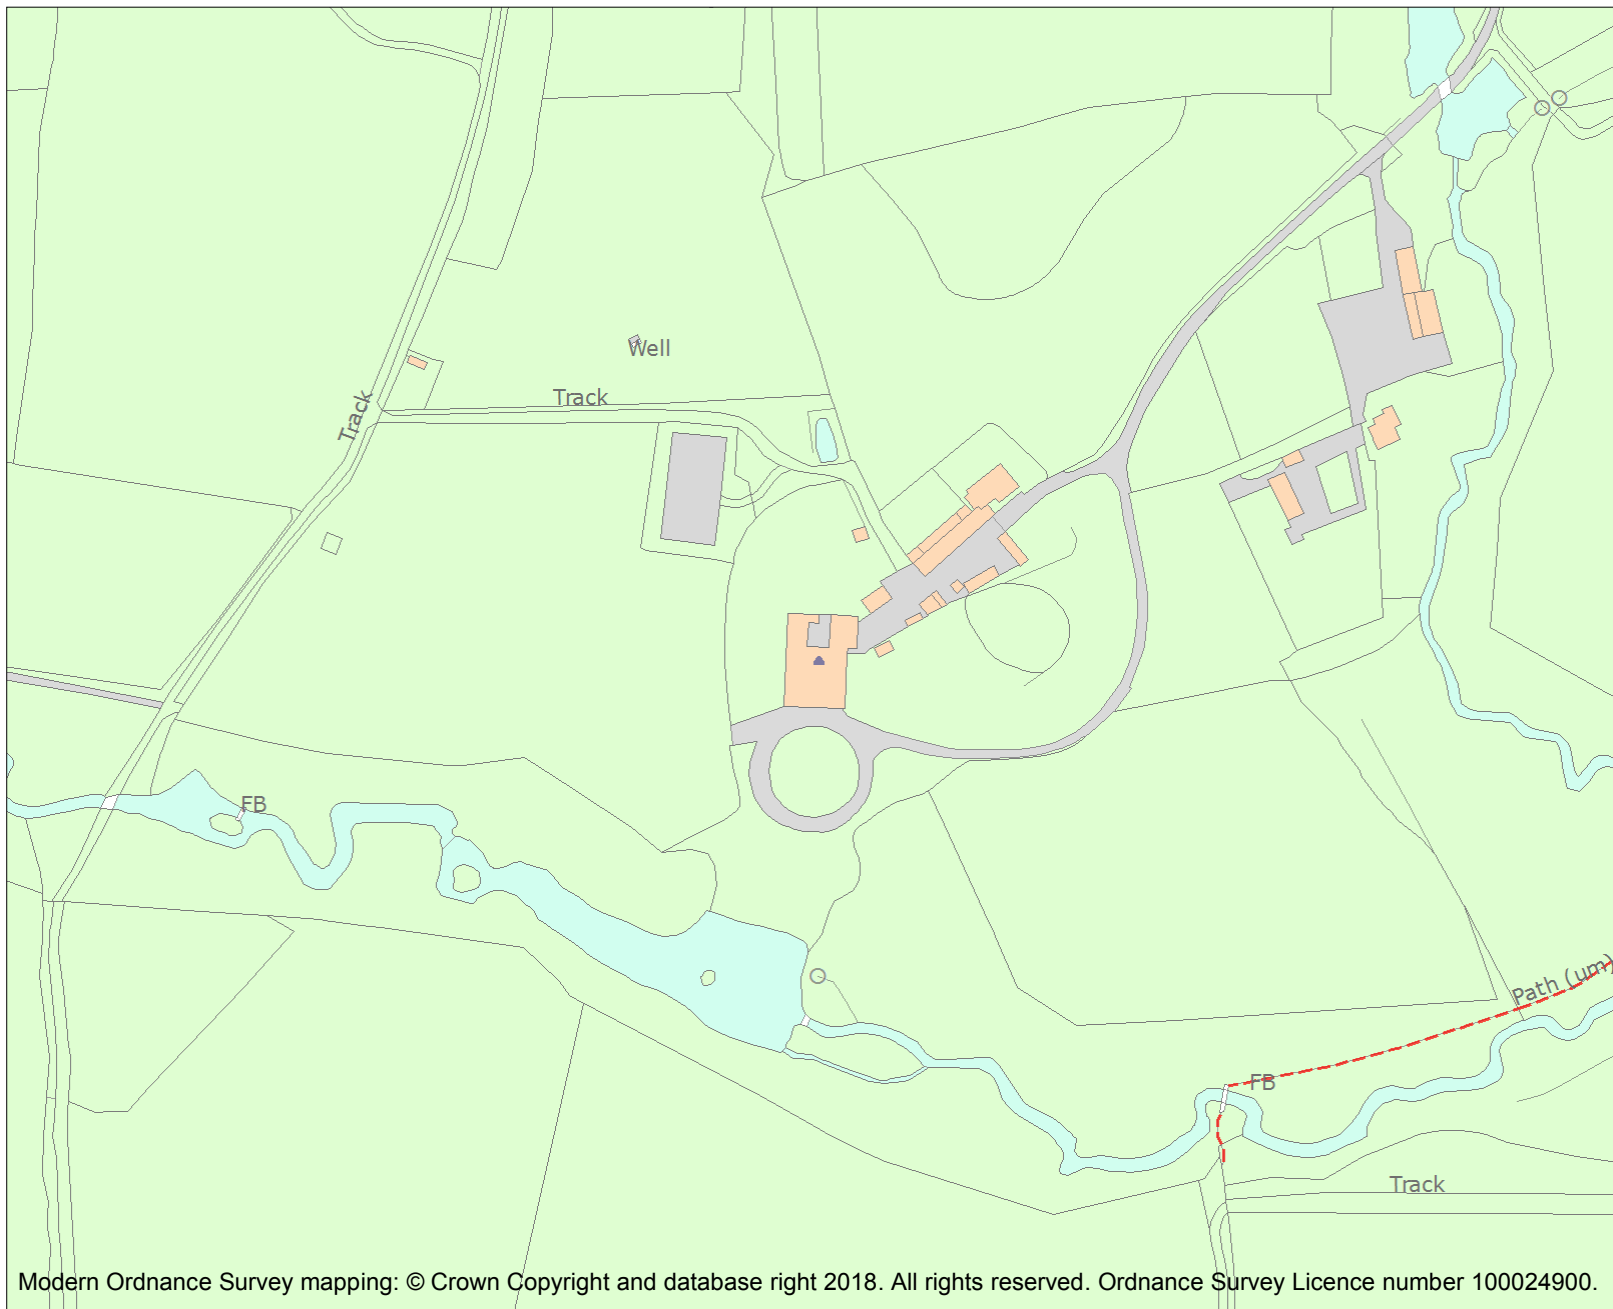 Well
Track
Track
FB
Path (um)
FB
Track
Modern Ordnance Survey mapping: © Crown Copyright and database right 2018. All rights reserved. Ordnance Survey Licence number 100024900.